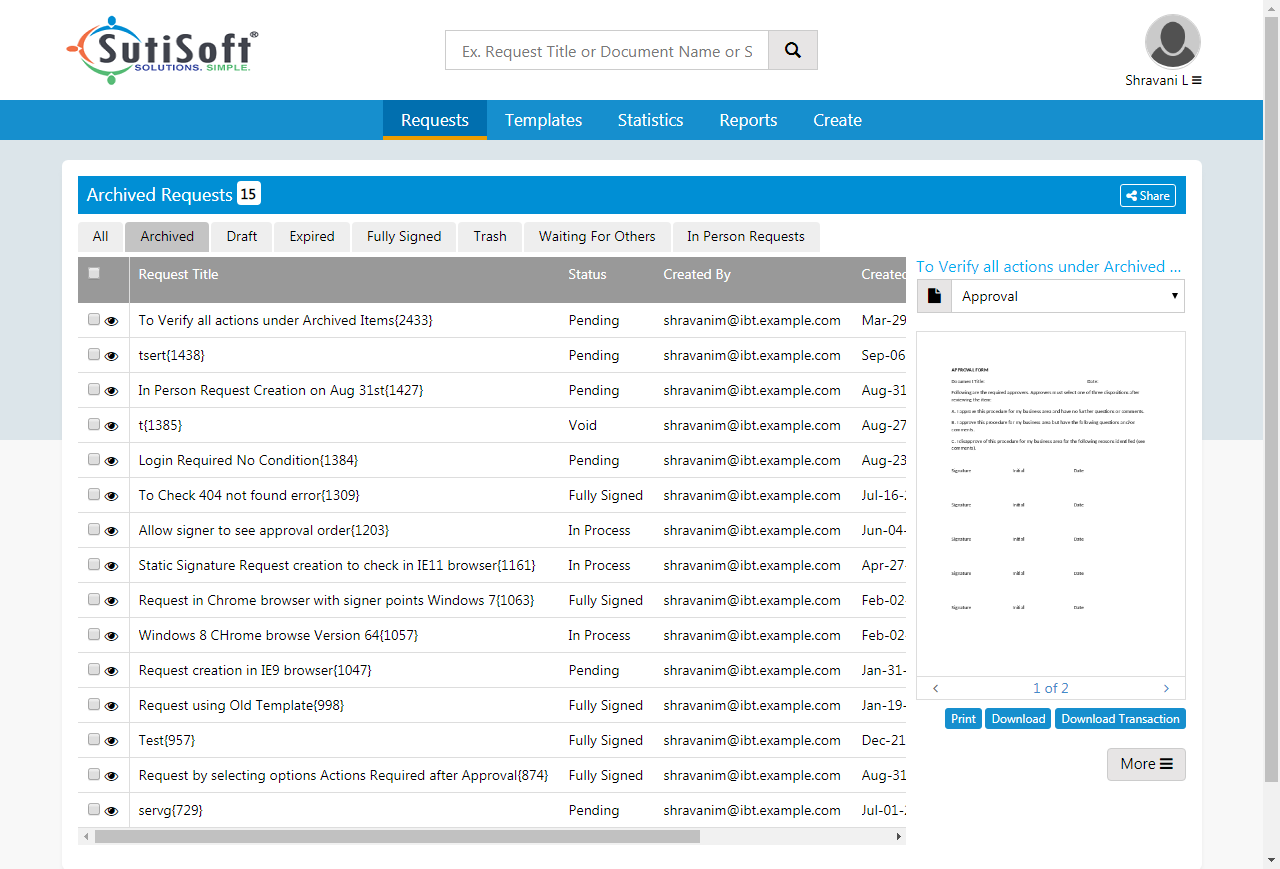 SutiSoft®
SOLUTIONS. SIMPLE.
Ex. Request Title or Document Name or S
Shravani L
Requests Templates Statistics Reports Create
Archived Requests 15
Share
All Archived Draft Expired Fully Signed Trash Waiting For Others In Person Requests
Request Title Status Created By Created
To Verify all actions under Archived Items{2433} Pending shravanim@ibt.example.com Mar-29
tsert{1438} Pending shravanim@ibt.example.com Sep-06
In Person Request Creation on Aug 31st{1427} Pending shravanim@ibt.example.com Aug-31
t{1385} Void shravanim@ibt.example.com Aug-27
Login Required No Condition{1384} Pending shravanim@ibt.example.com Aug-23
To Check 404 not found error{1309} Fully Signed shravanim@ibt.example.com Jul-16-
Allow signer to see approval order{1203} In Process shravanim@ibt.example.com Jun-04-
Static Signature Request creation to check in IE11 browser{1161} In Process shravanim@ibt.example.com Apr-27-
Request in Chrome browser with signer points Windows 7{1063} Fully Signed shravanim@ibt.example.com Feb-02-
Windows 8 CHrome browse Version 64{1057} In Process shravanim@ibt.example.com Feb-02-
Request creation in IE9 browser{1047} Pending shravanim@ibt.example.com Jan-31-
Request using Old Template{998} Fully Signed shravanim@ibt.example.com Jan-19-
Test{957} Fully Signed shravanim@ibt.example.com Dec-21
Request by selecting options Actions Required after Approval{874} Fully Signed shravanim@ibt.example.com Aug-31
servg{729} Pending shravanim@ibt.example.com Jul-01-
To Verify all actions under Archived ...
Approval
APPROVAL FORM
Document Title: Date:
Following are the required approvers. Approvers must select one of three dispositions after
reviewing the item:
A. I approve this procedure for my business area and have no further questions or comments.
B. I approve this procedure for my business area but have the following questions and/or
comments.
C. I disapprove of this procedure for my business area for the following reasons identified (see
comments).
Signature Initial Date
Signature Initial Date
Signature Initial Date
Signature Initial Date
Signature Initial Date
1 of 2
Print Download Download Transaction
More